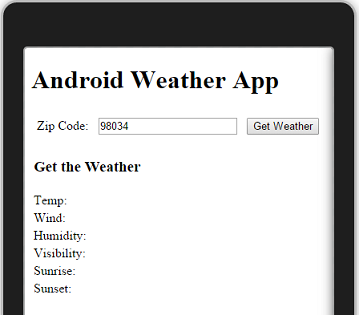 Android Weather App
Zip Code: 98034 Get Weather
Get the Weather
Temp:
Wind:
Humidity:
Visibility:
Sunrise:
Sunset: